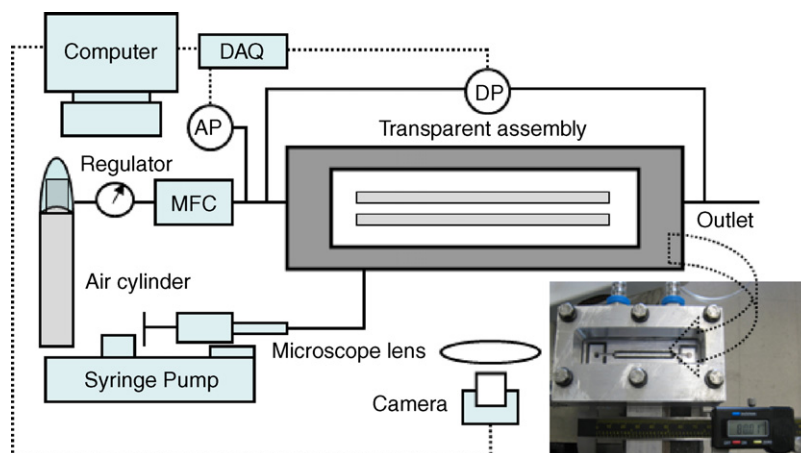 Computer
DAQ
DP
AP
Transparent assembly
Regulator
MFC
Outlet
Air cylinder
Microscope lens
Syringe Pump
Camera